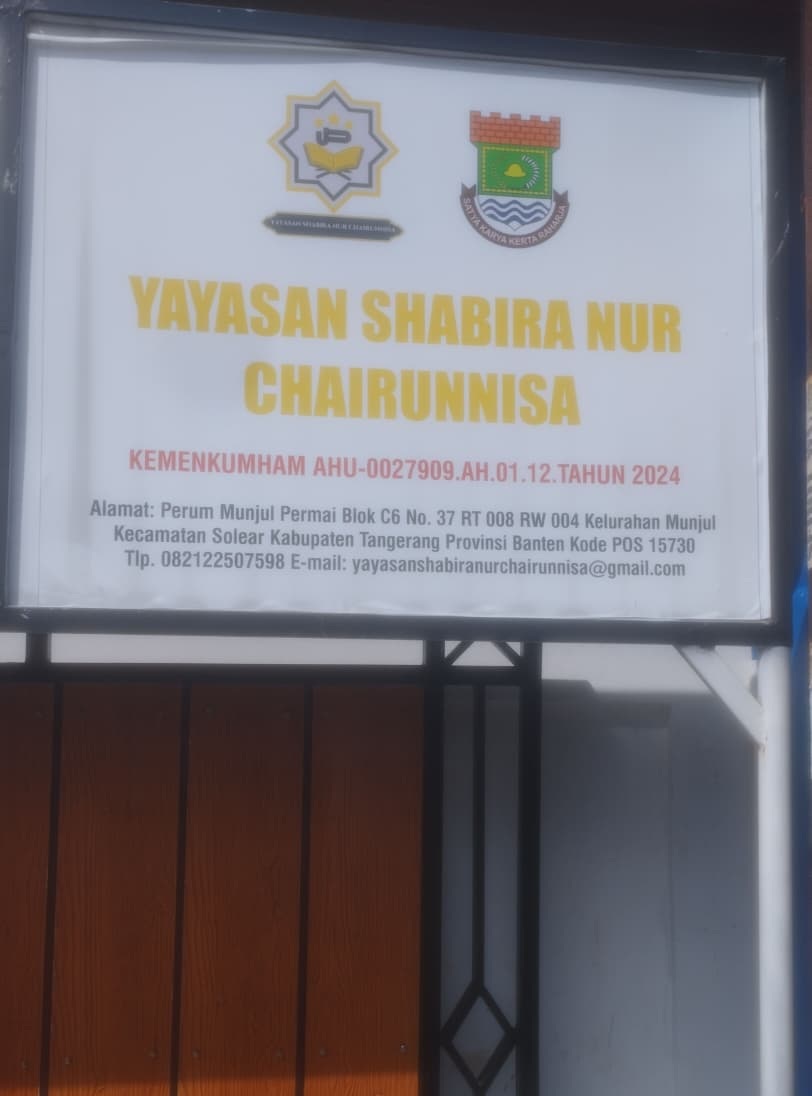 YAYASAN SHABIRA NUR CHAIRUNNISA
SATYA KARYA KERTA RAHARJA
YAYASAN SHABIRA NUR
CHAIRUNNISA
KEMENKUMHAM AHU-0027909.AH.01.12.TAHUN 2024
Alamat: Perum Munjul Permai Blok C6 No. 37 RT 008 RW 004 Kelurahan Munjul
Kecamatan Solear Kabupaten Tangerang Provinsi Banten Kode POS 15730
Tlp. 082122507598 E-mail: yayasanshabiranurchairunnisa@gmail.com